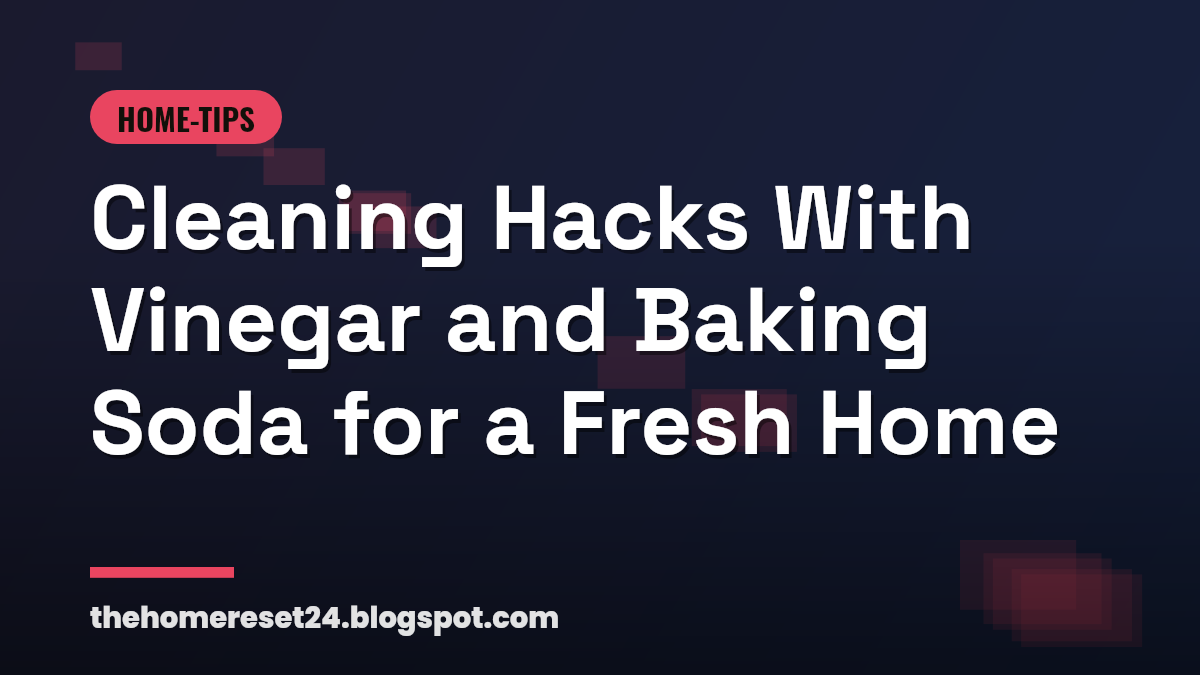 HOME-TIPS
Cleaning Hacks With
Vinegar and Baking
Soda for a Fresh Home
thehomereset24.blogspot.com